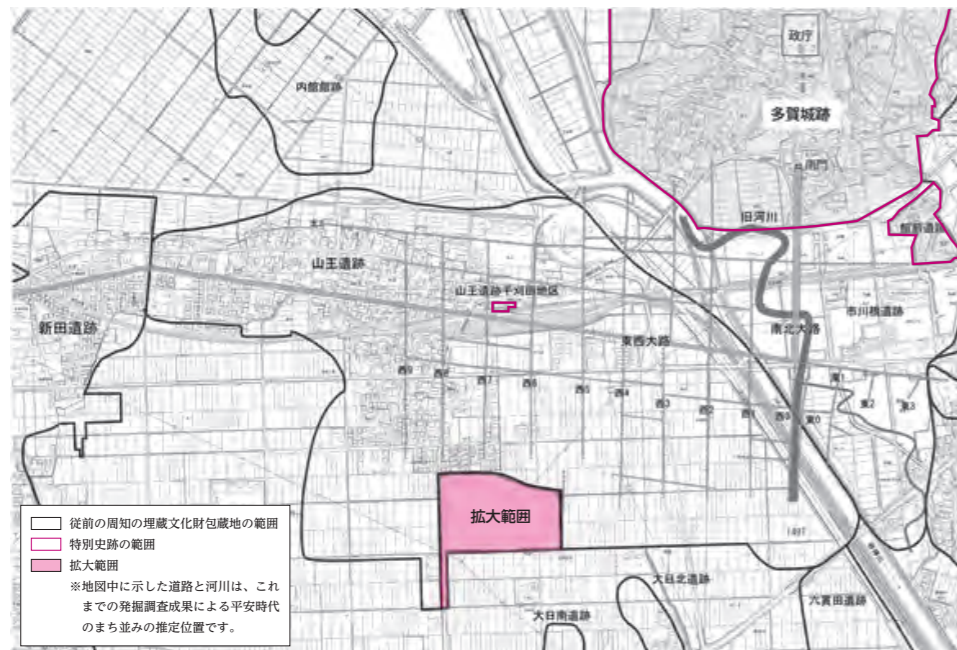 政庁
内館館跡
多賀城跡
南門
旧河川
館前遺跡
山王遺跡
山王遺跡千刈田地区
新田遺跡
市川橋遺跡
南北大路
東西大路
西9
西8
西7
西6
西5
西4
西3
西2
西1
西0
東0
東1
東2
東3
拡大範囲
大日北遺跡
大日南遺跡
六貫田遺跡
従前の周知の埋蔵文化財包蔵地の範囲
特別史跡の範囲
拡大範囲
※地図中に示した道路と河川は、これ
までの発掘調査成果による平安時代
のまち並みの推定位置です。